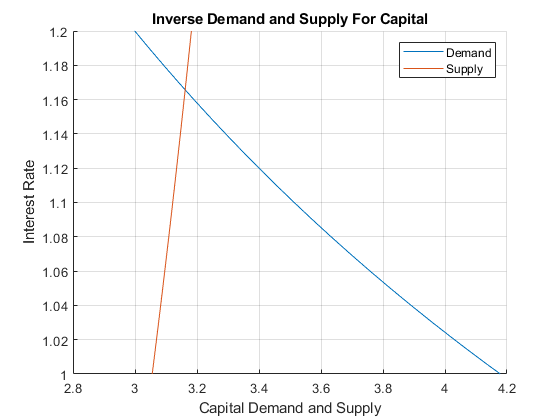 Inverse Demand and Supply For Capital
1.2
1.18
1.16
1.14
1.12
1.1
1.08
1.06
1.04
1.02
1
Interest Rate
Demand
Supply
2.8 3 3.2 3.4 3.6 3.8 4 4.2
Capital Demand and Supply